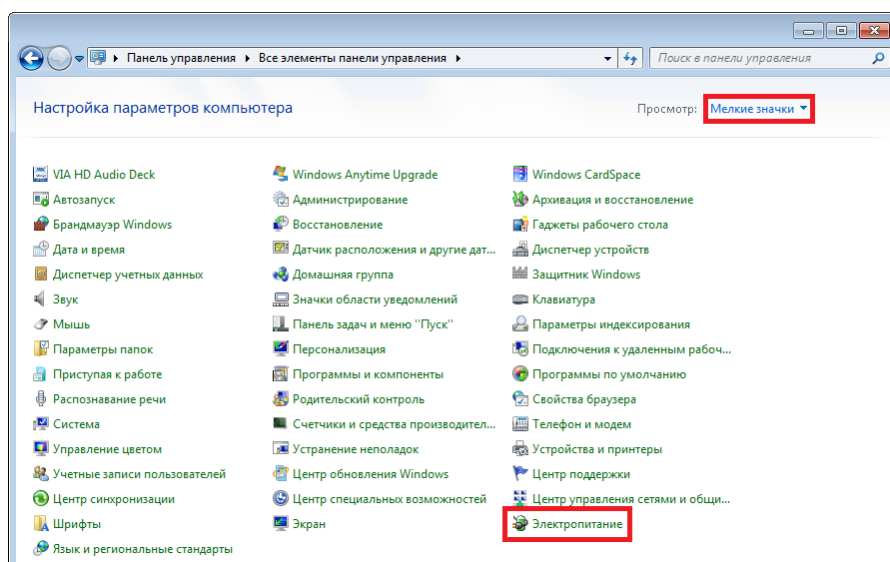 Панель управления Все элементы панели управления Поиск в панели управления
Настройка параметров компьютера Просмотр: Мелкие значки
VIA HD Audio Deck Windows Anytime Upgrade Windows CardSpace
Автозапуск Администрирование Архивация и восстановление
Брандмауэр Windows Восстановление Гаджеты рабочего стола
Дата и время Датчик расположения и другие дат... Диспетчер устройств
Диспетчер учетных данных Домашняя группа Защитник Windows
Звук Значки области уведомлений Клавиатура
Мышь Панель задач и меню "Пуск" Параметры индексирования
Параметры папок Персонализация Подключения к удаленным рабоч...
Приступая к работе Программы и компоненты Программы по умолчанию
Распознавание речи Родительский контроль Свойства браузера
Система Счетчики и средства производител... Телефон и модем
Управление цветом Устранение неполадок Устройства и принтеры
Учетные записи пользователей Центр обновления Windows Центр поддержки
Центр синхронизации Центр специальных возможностей Центр управления сетями и общи...
Шрифты Экран Электропитание
Язык и региональные стандарты